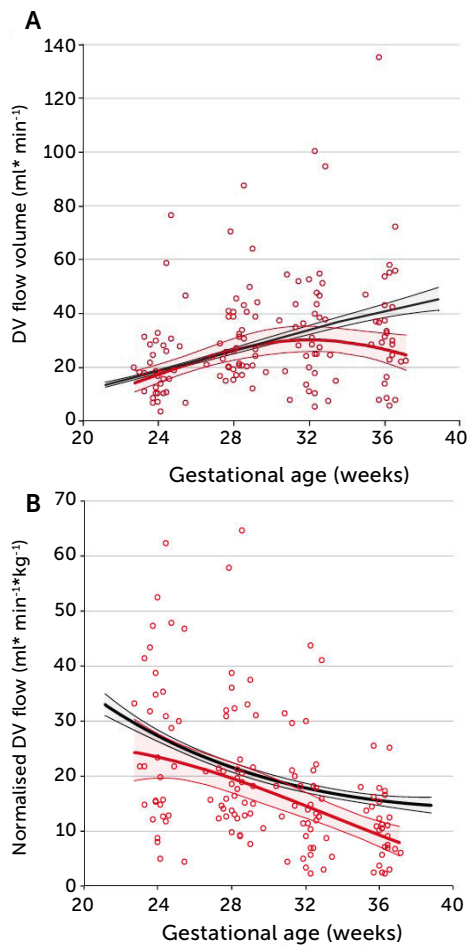 A
DV flow volume (ml* min⁻¹)
140
120
100
80
60
40
20
0
20 24 28 32 36 40
Gestational age (weeks)
B
Normalised DV flow (ml* min⁻¹*kg⁻¹)
70
60
50
40
30
20
10
0
20 24 28 32 36 40
Gestational age (weeks)